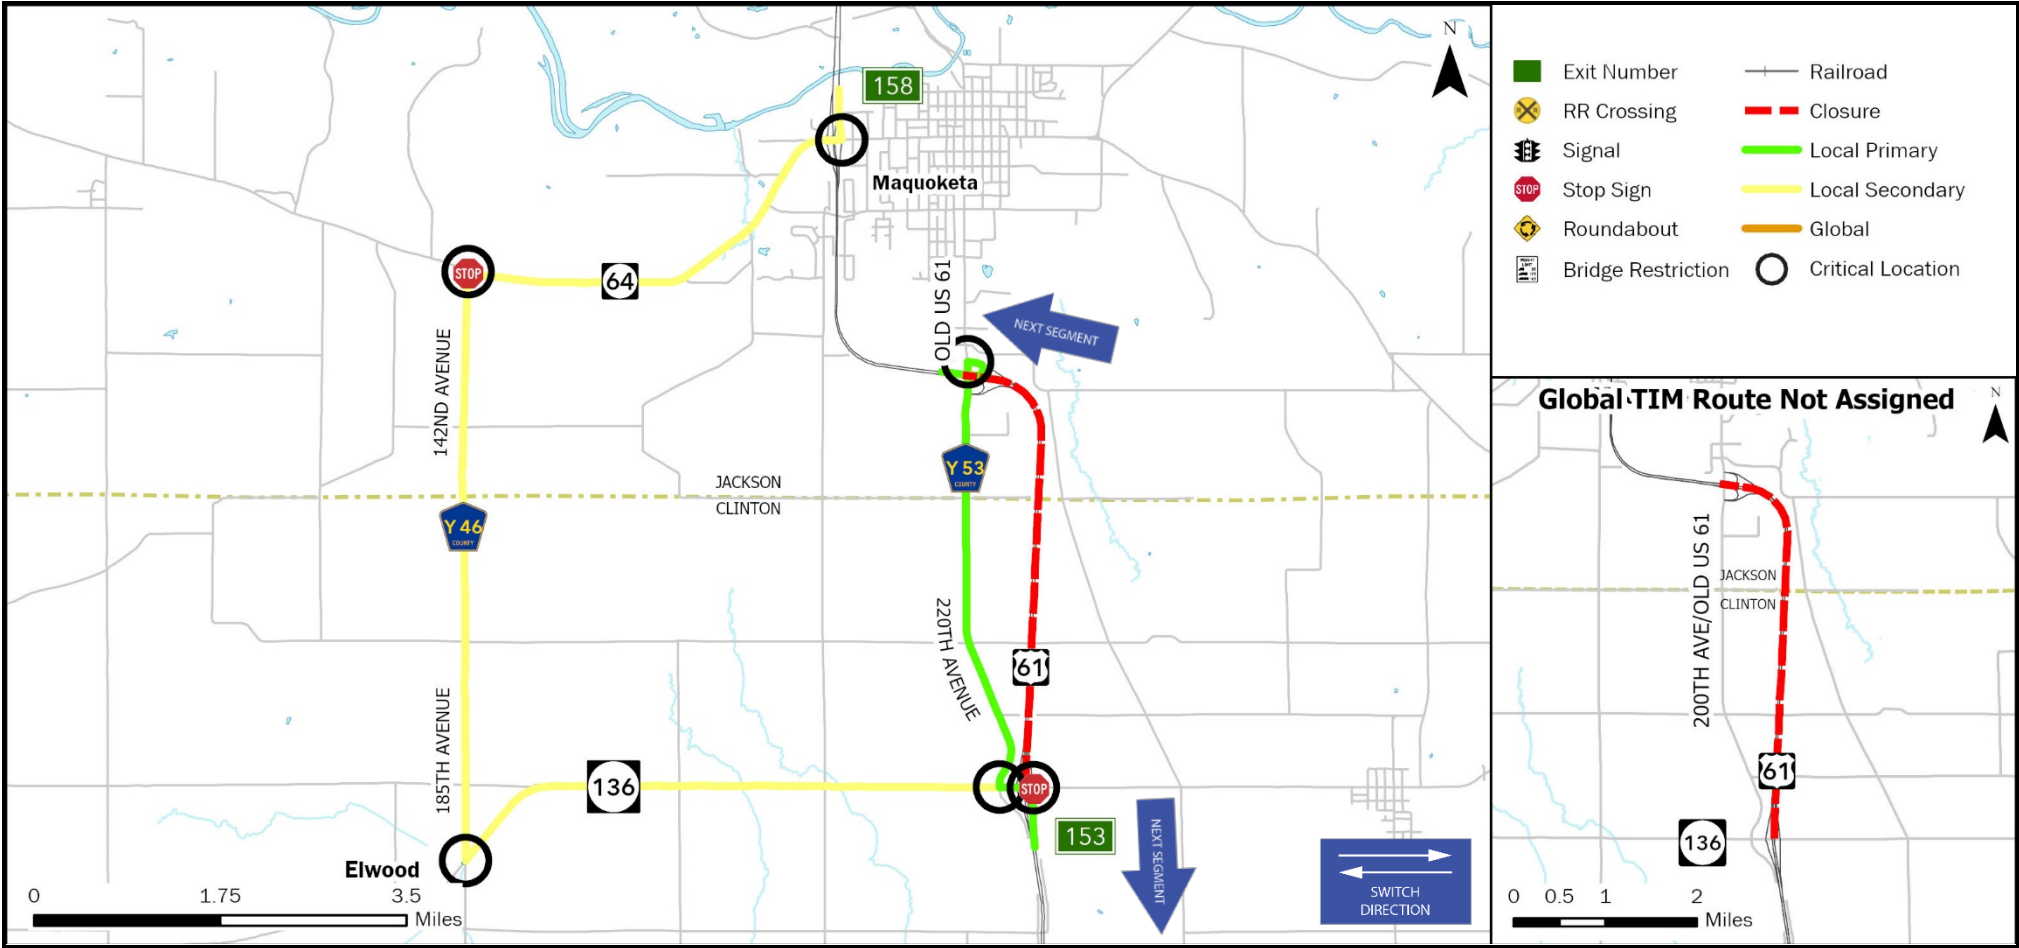 158
N
Maquoketa
STOP
64
OLD US 61
NEXT SEGMENT
142ND AVENUE
Y 53
COUNTY
JACKSON
CLINTON
Y 46
COUNTY
220TH AVENUE
61
185TH AVENUE
136
STOP
153
NEXT SEGMENT
Elwood
0 1.75 3.5
Miles
SWITCH
DIRECTION
Exit Number
Railroad
RR Crossing
Closure
Signal
Local Primary
STOP
Stop Sign
Local Secondary
Roundabout
Global
Bridge Restriction
Critical Location
Global TIM Route Not Assigned
N
200TH AVE/OLD US 61
JACKSON
CLINTON
61
136
0 0.5 1 2
Miles